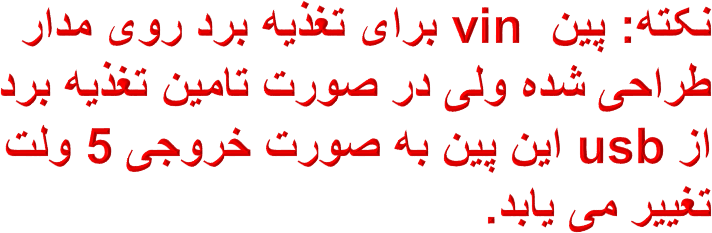 نکته: پین vin برای تغذیه برد روی مدار
طراحی شده ولی در صورت تامین تغذیه برد
از usb این پین به صورت خروجی 5 ولت
تغییر می یابد.